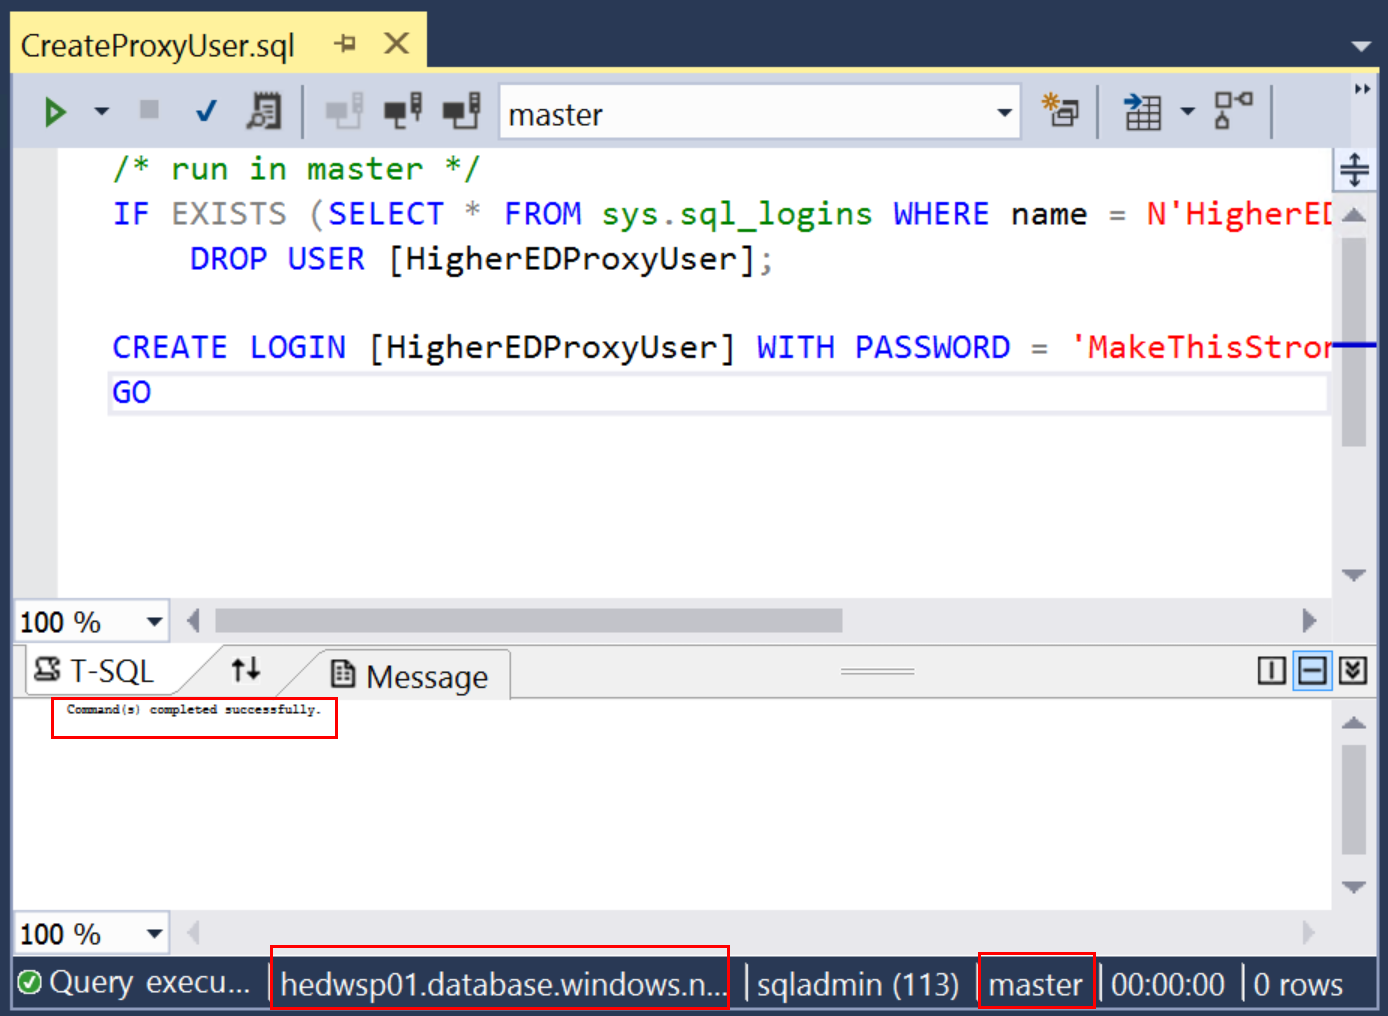 CreateProxyUser.sql
master
/* run in master */
IF EXISTS (SELECT * FROM sys.sql_logins WHERE name = N'HigherED
DROP USER [HigherEDProxyUser];
CREATE LOGIN [HigherEDProxyUser] WITH PASSWORD = 'MakeThisStron
GO
100 %
T-SQL Message
Command(s) completed successfully.
100 %
Query execu... hedwsp01.database.windows.n... sqladmin (113) master 00:00:00 0 rows